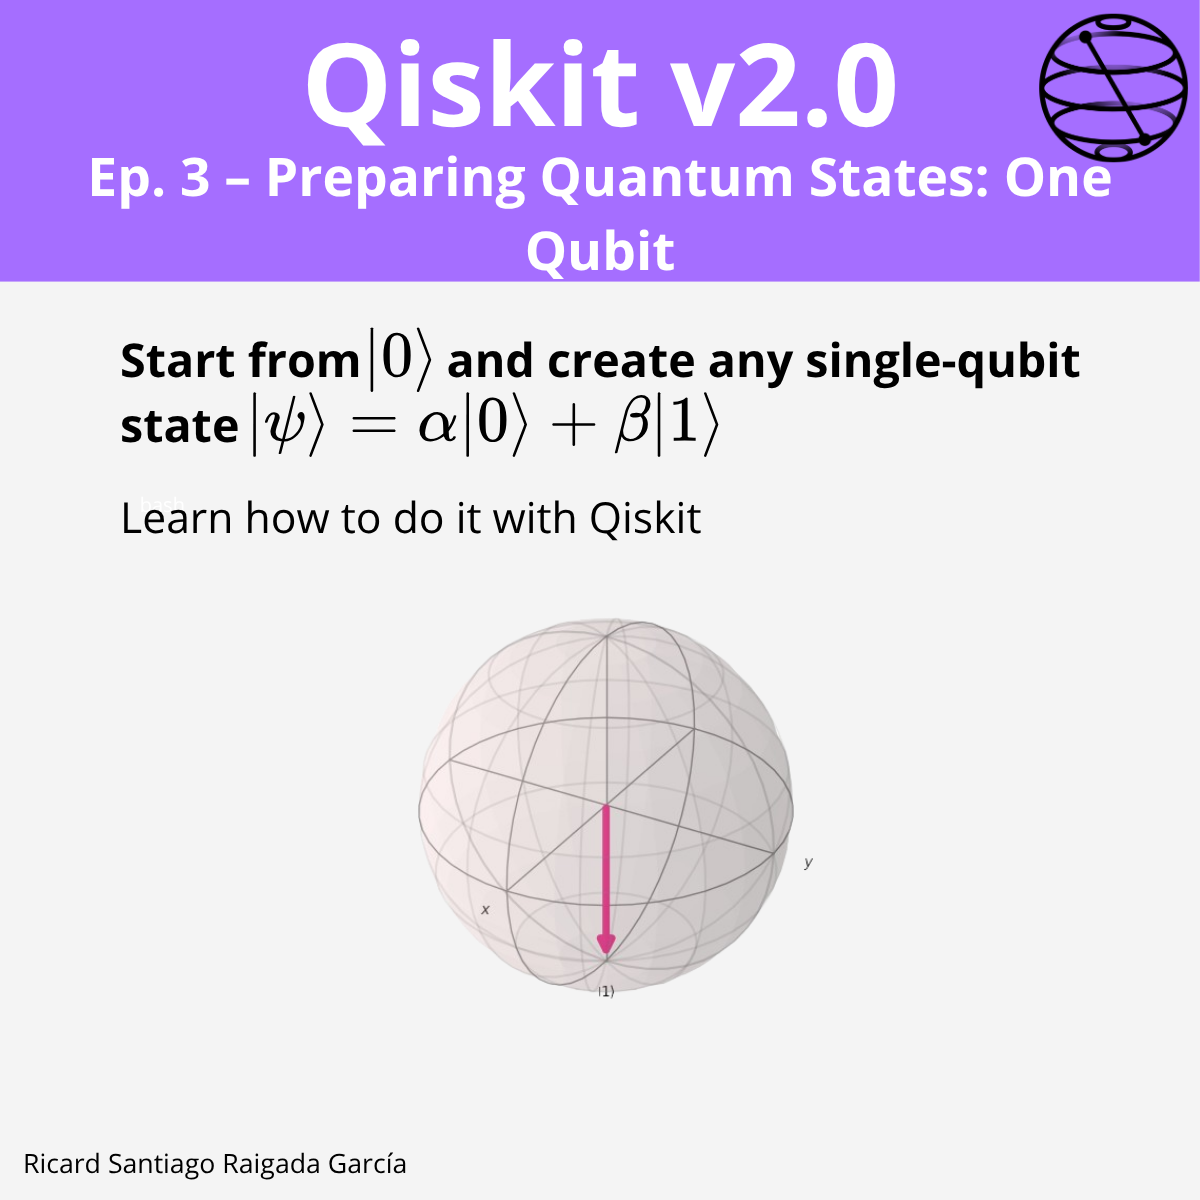 Qiskit v2.0
Ep. 3 – Preparing Quantum States: One
Qubit
Start from |0⟩ and create any single-qubit
state |ψ⟩ = α|0⟩ + β|1⟩
bash
Learn how to do it with Qiskit
y
x
|1⟩
Ricard Santiago Raigada García